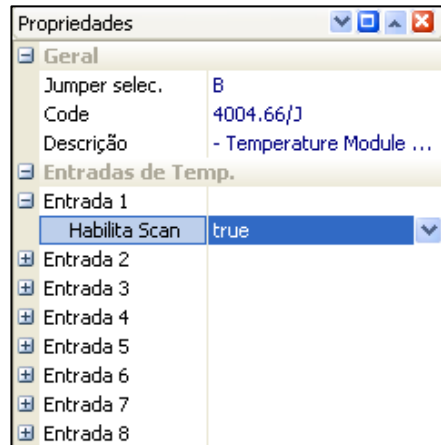 Propriedades
Geral
Jumper selec. B
Code 4004.66/J
Descrição - Temperature Module ...
Entradas de Temp.
Entrada 1
Habilita Scan true
Entrada 2
Entrada 3
Entrada 4
Entrada 5
Entrada 6
Entrada 7
Entrada 8